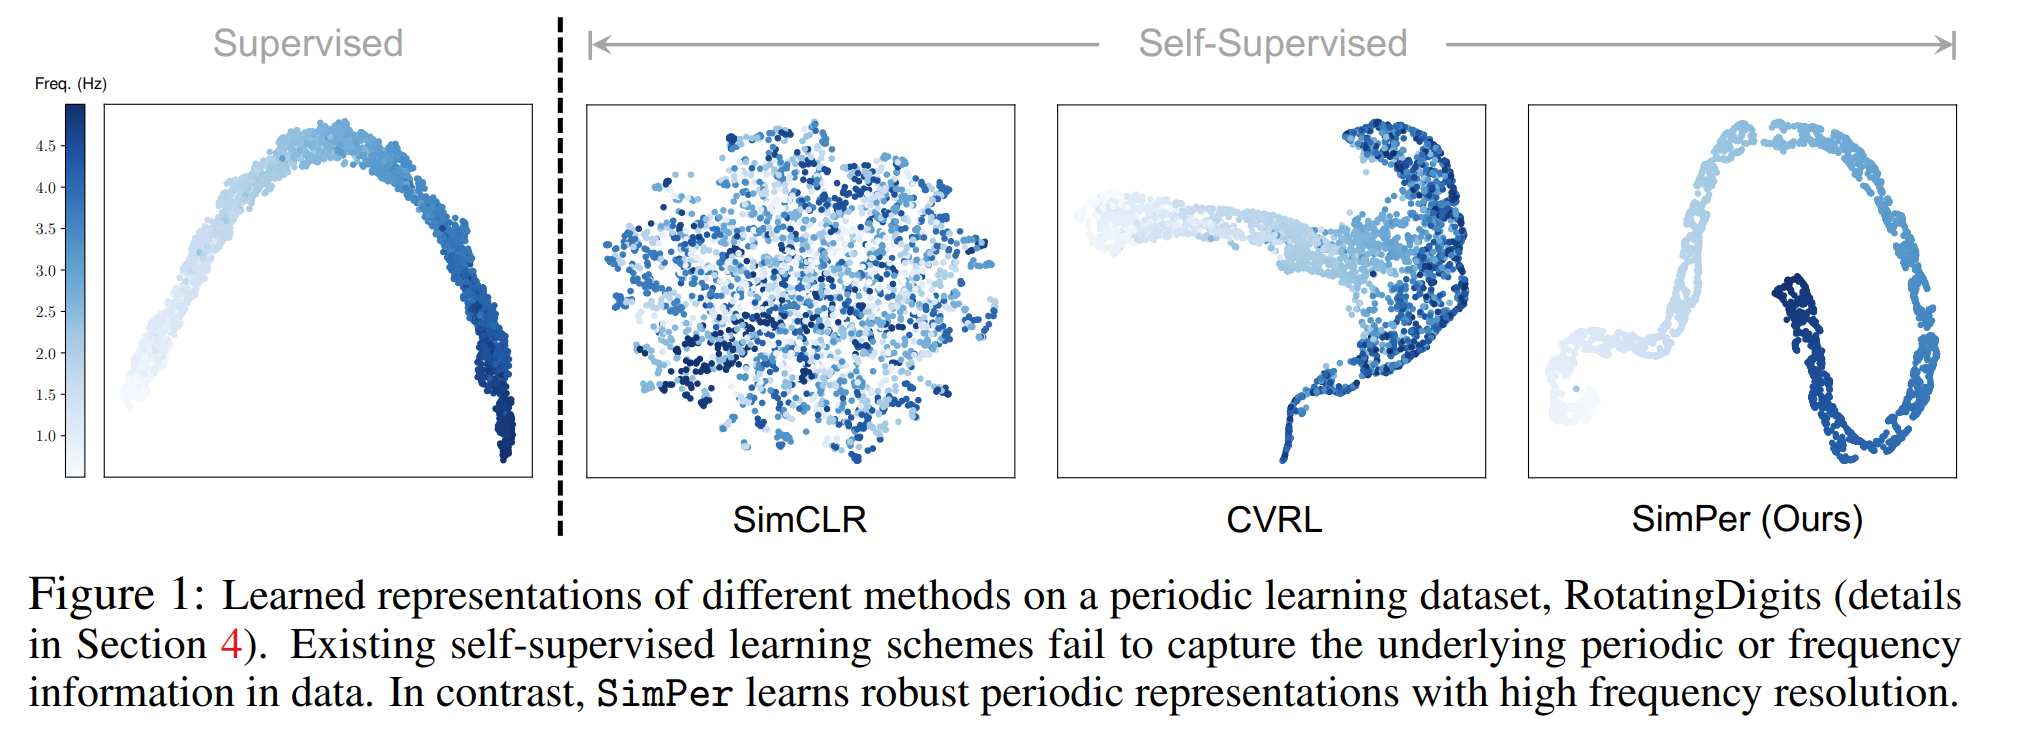 Supervised
Self-Supervised
Freq. (Hz)
4.5
4.0
3.5
3.0
2.5
2.0
1.5
1.0
SimCLR
CVRL
SimPer (Ours)
Figure 1: Learned representations of different methods on a periodic learning dataset, RotatingDigits (details
in Section 4). Existing self-supervised learning schemes fail to capture the underlying periodic or frequency
information in data. In contrast, SimPer learns robust periodic representations with high frequency resolution.